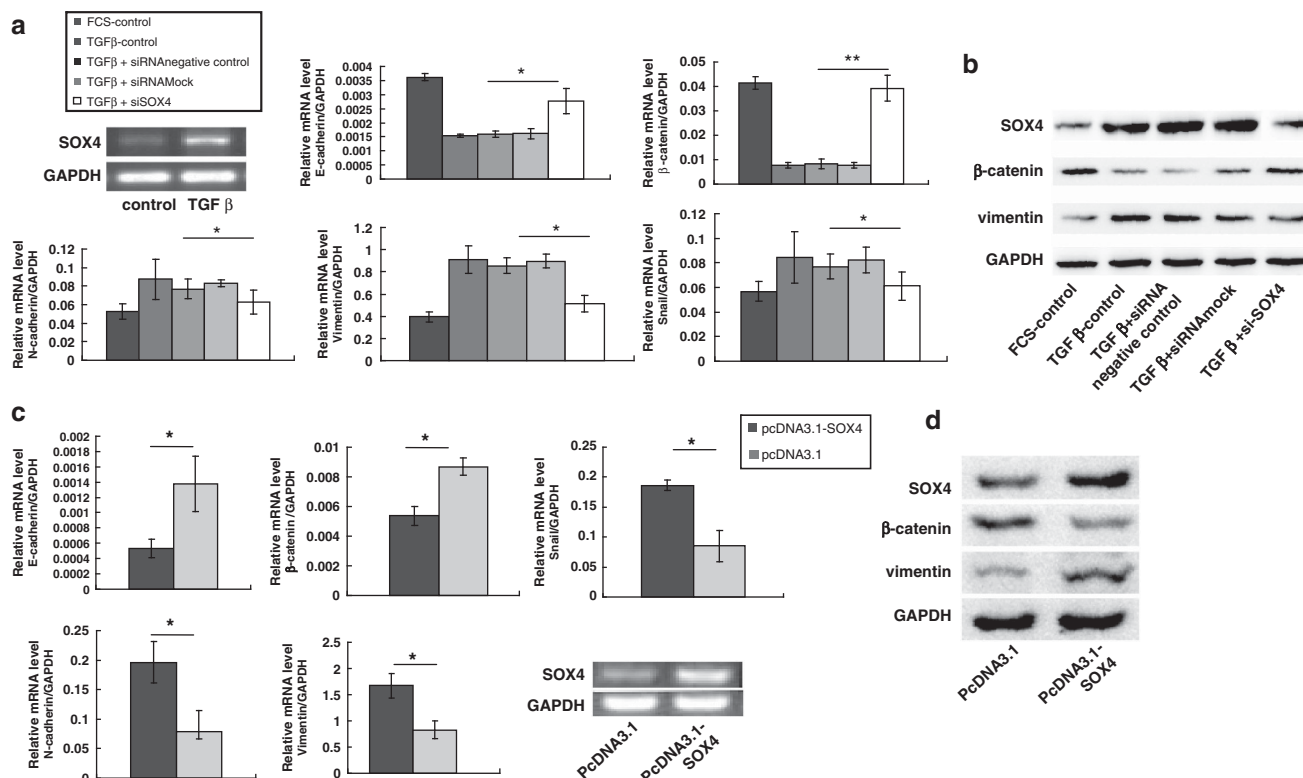 a
FCS-control
TGFβ-control
TGFβ + siRNAnegative control
TGFβ + siRNAMock
TGFβ + siSOX4
SOX4
GAPDH
control TGF β
Relative mRNA level
E-cadherin/GAPDH
0.004
0.0035
0.003
0.0025
0.002
0.0015
0.001
0.0005
0
*
Relative mRNA level
β-catenin/GAPDH
0.05
0.04
0.03
0.02
0.01
0
**
Relative mRNA level
N-cadherin/GAPDH
0.12
0.1
0.08
0.06
0.04
0.02
0
*
Relative mRNA level
Vimentin/GAPDH
1.2
1
0.8
0.6
0.4
0.2
0
*
Relative mRNA level
Snail/GAPDH
0.12
0.1
0.08
0.06
0.04
0.02
0
*
b
SOX4
β-catenin
vimentin
GAPDH
FCS-control
TGF β-control
TGF β+siRNA
negative control
TGF β+siRNAmock
TGF β +si-SOX4
c
Relative mRNA level
E-cadherin/GAPDH
0.002
0.0018
0.0016
0.0014
0.0012
0.001
0.0008
0.0006
0.0004
0.0002
0
*
Relative mRNA level
β-catenin /GAPDH
0.01
0.008
0.006
0.004
0.002
0
*
Relative mRNA level
Snail/GAPDH
0.25
0.2
0.15
0.1
0.05
0
*
pcDNA3.1-SOX4
pcDNA3.1
Relative mRNA level
N-cadherin/GAPDH
0.25
0.2
0.15
0.1
0.05
0
*
Relative mRNA level
Vimentin/GAPDH
2.5
2
1.5
1
0.5
0
*
SOX4
GAPDH
PcDNA3.1
PcDNA3.1-
SOX4
d
SOX4
β-catenin
vimentin
GAPDH
PcDNA3.1
PcDNA3.1-
SOX4